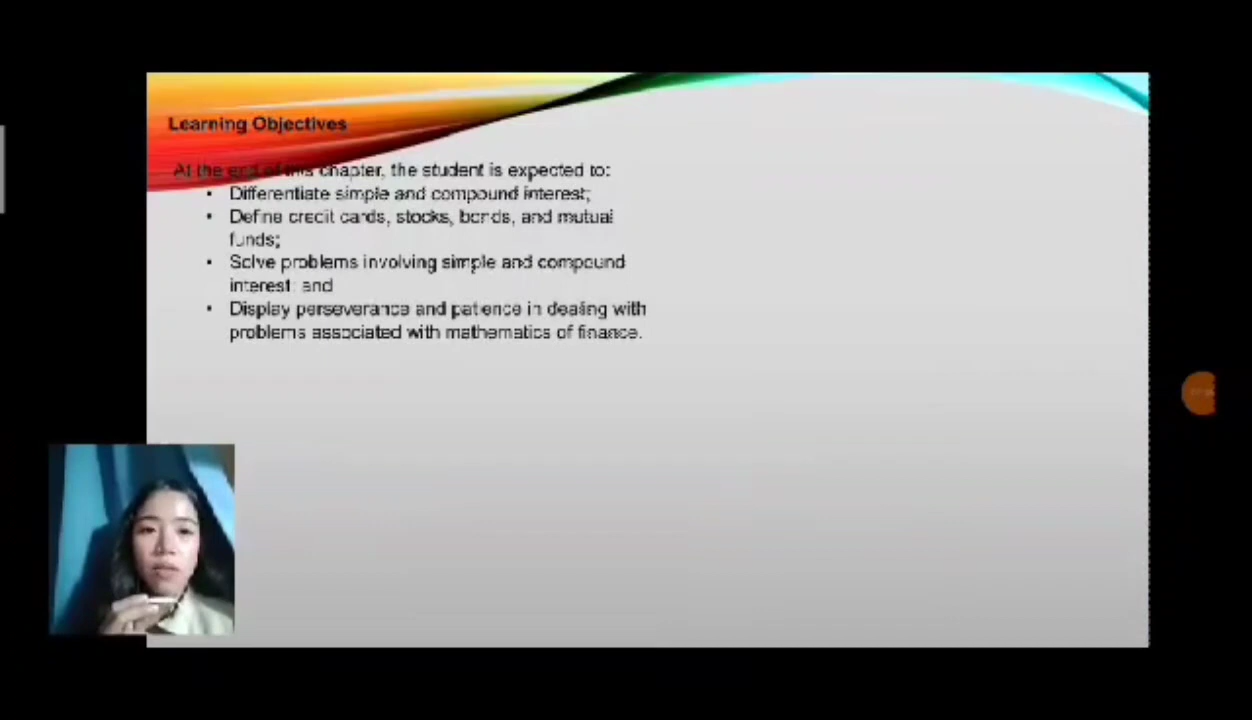 Learning Objectives
At the end of this chapter, the student is expected to:
• Differentiate simple and compound interest;
• Define credit cards, stocks, bonds, and mutual
funds;
• Solve problems involving simple and compound
interest; and
• Display perseverance and patience in dealing with
problems associated with mathematics of finance.